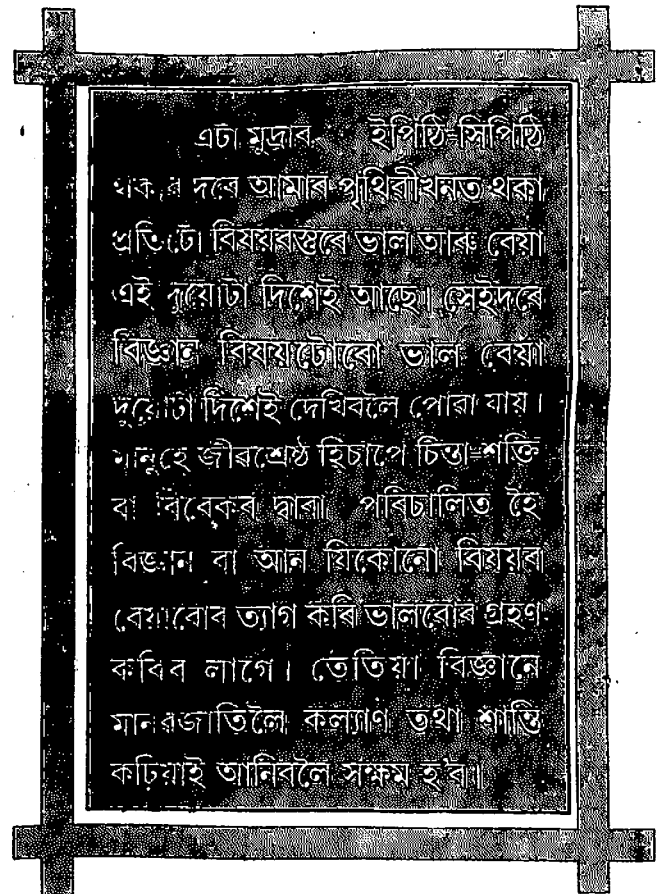 এটা মুদ্ৰাৰ ইপিঠি-সিপিঠি
থকাৰ দৰে আমাৰ পৃথিৱীখনত থকা
প্ৰতিটো বিষয়বস্তুৰে ভাল আৰু বেয়া
এই দুয়োটা দিশেই আছে। সেইদৰে
বিজ্ঞান বিষয়টোৰো ভাল বেয়া
দুয়োটা দিশেই দেখিবলৈ পোৱা যায়।
মানুহে জীৱশ্ৰেষ্ঠ হিচাপে চিন্তা-শক্তি
বা বিবেকৰ দ্বাৰা পৰিচালিত হৈ
বিজ্ঞান বা আন যিকোনো বিষয়ৰ
বেয়াবোৰ ত্যাগ কৰি ভালবোৰ গ্ৰহণ
কৰিব লাগে। তেতিয়া বিজ্ঞানে
মানৱজাতিলৈ কল্যাণ তথা শান্তি
কঢ়িয়াই আনিবলৈ সক্ষম হ'ব।